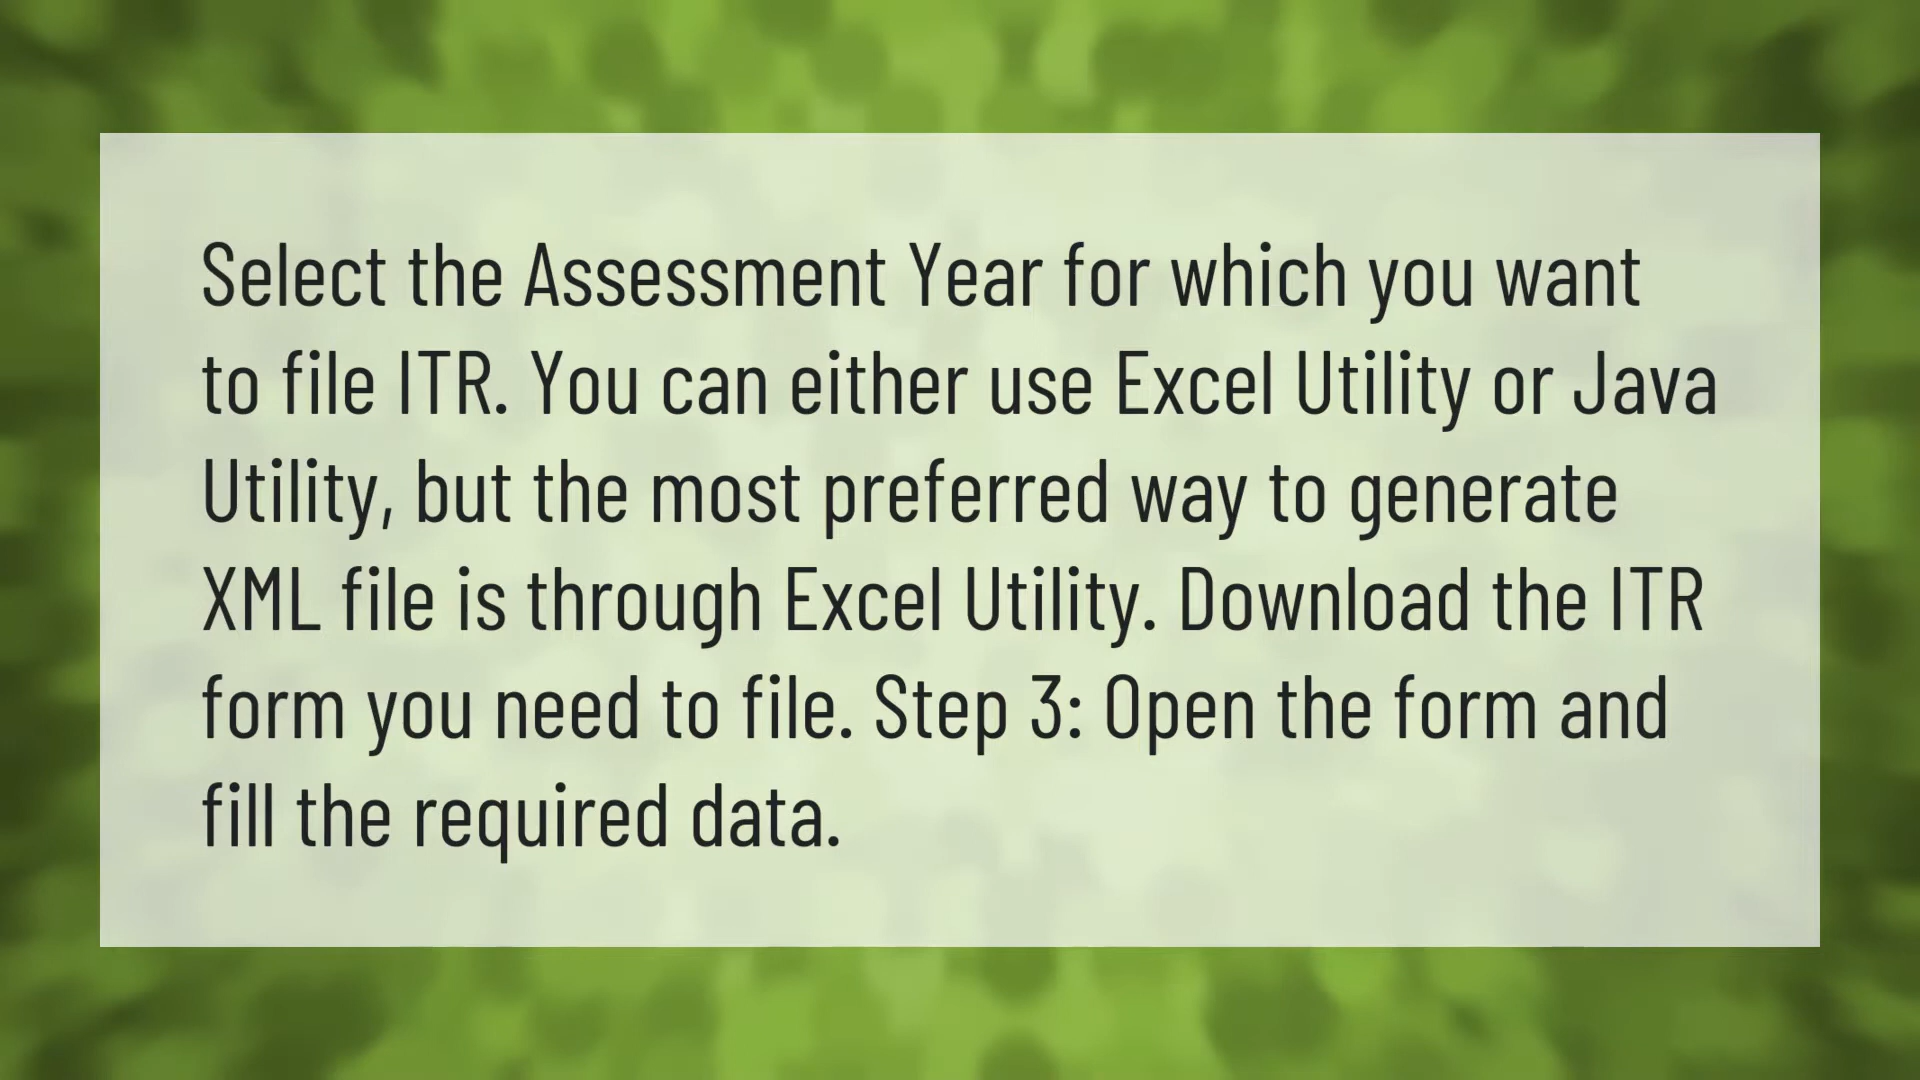 Select the Assessment Year for which you want
to file ITR. You can either use Excel Utility or Java
Utility, but the most preferred way to generate
XML file is through Excel Utility. Download the ITR
form you need to file. Step 3: Open the form and
fill the required data.